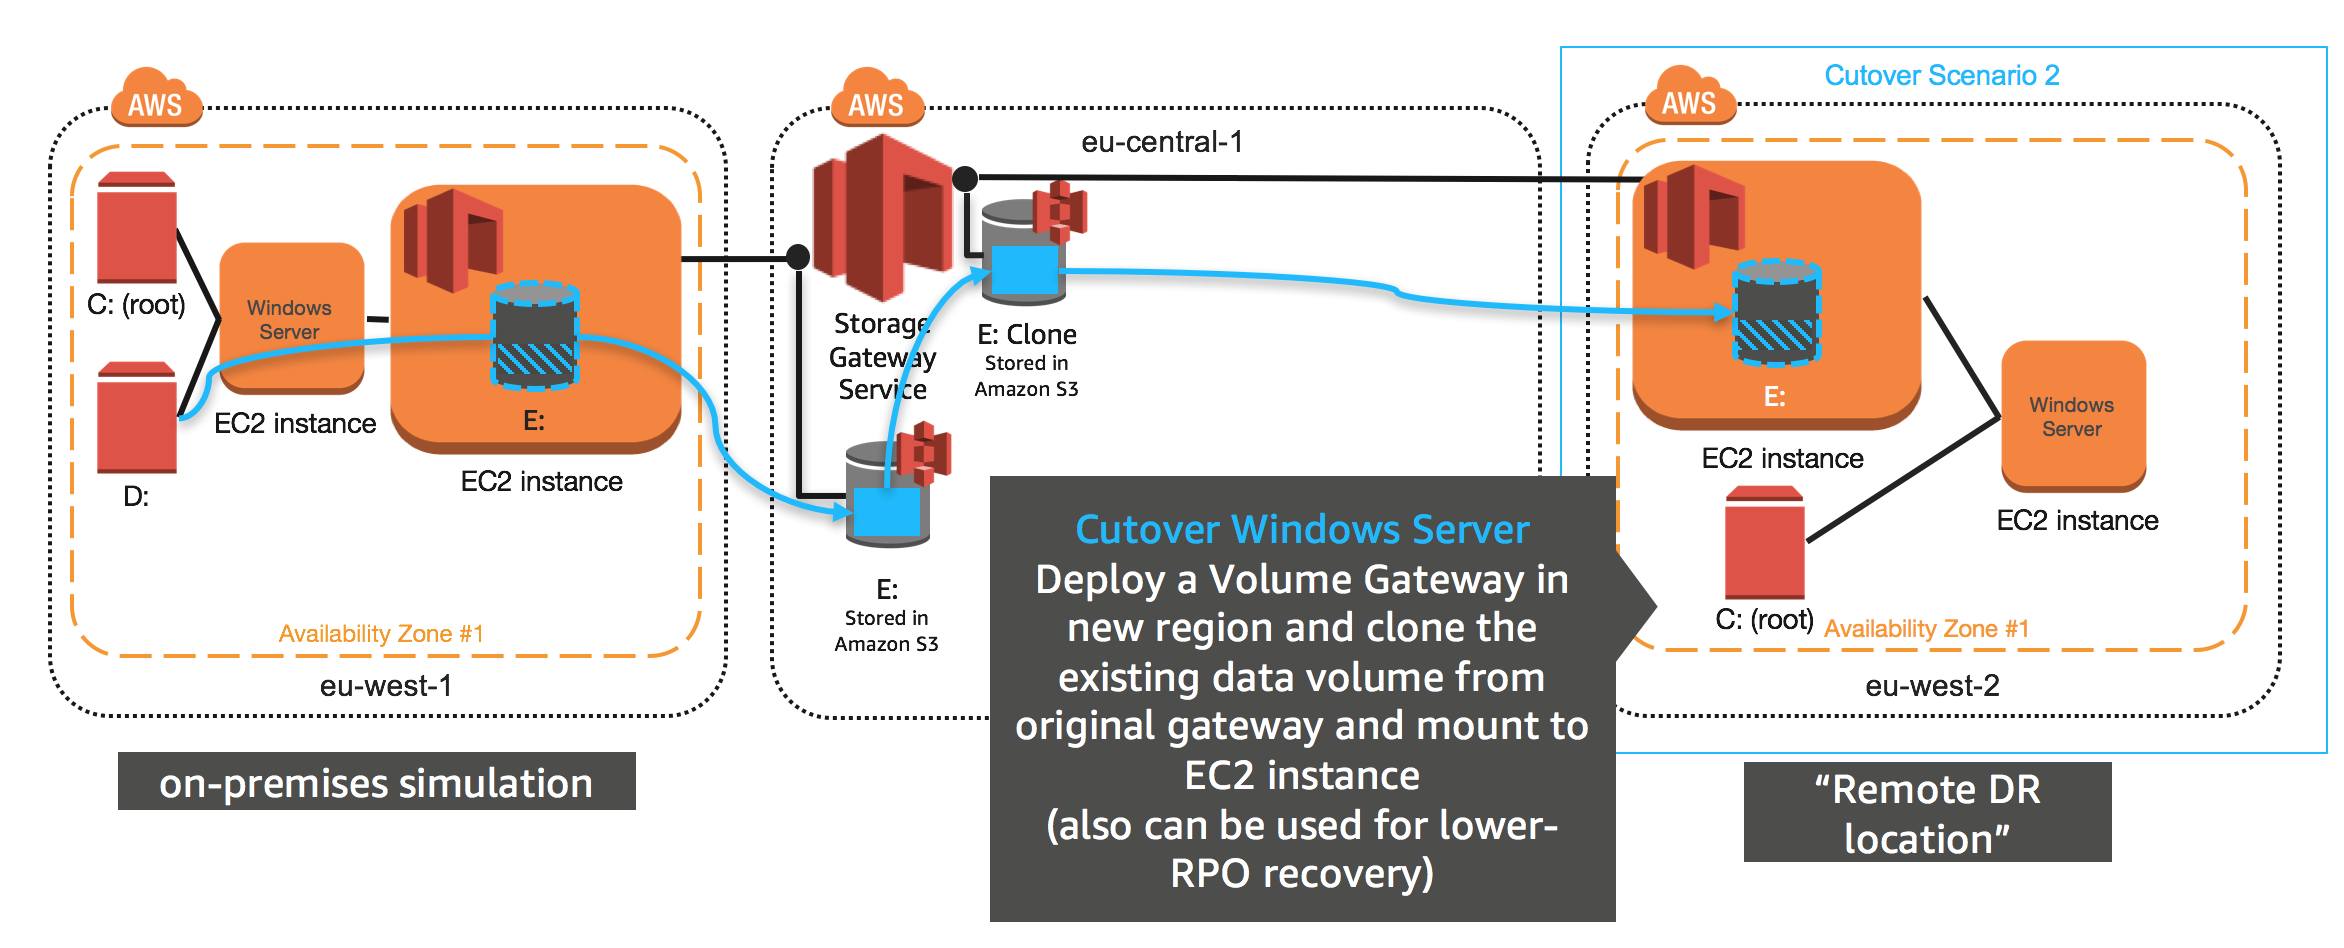 AWS
C: (root)
D:
Windows
Server
EC2 instance
E:
EC2 instance
Availability Zone #1
eu-west-1
on-premises simulation
AWS
eu-central-1
Storage
Gateway
Service
E: Clone
Stored in
Amazon S3
E:
Stored in
Amazon S3
Cutover Windows Server
Deploy a Volume Gateway in
new region and clone the
existing data volume from
original gateway and mount to
EC2 instance
(also can be used for lower-
RPO recovery)
Cutover Scenario 2
AWS
E:
EC2 instance
Windows
Server
EC2 instance
C: (root)
Availability Zone #1
eu-west-2
“Remote DR
location”